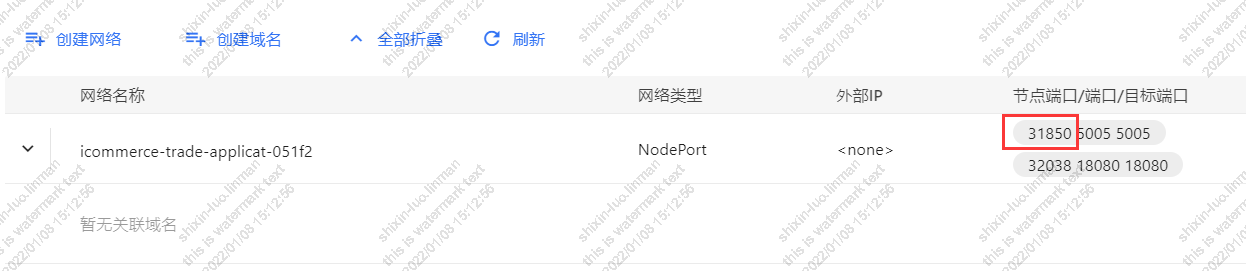 创建网络 创建域名 全部折叠 刷新
网络名称 网络类型 外部IP 节点端口/端口/目标端口
31850 5005 5005
icommerce-trade-applicat-051f2 NodePort <none>
32038 18080 18080
暂无关联域名
shixin-luo.linman
this is watermark text
2022/01/08 15:12:56